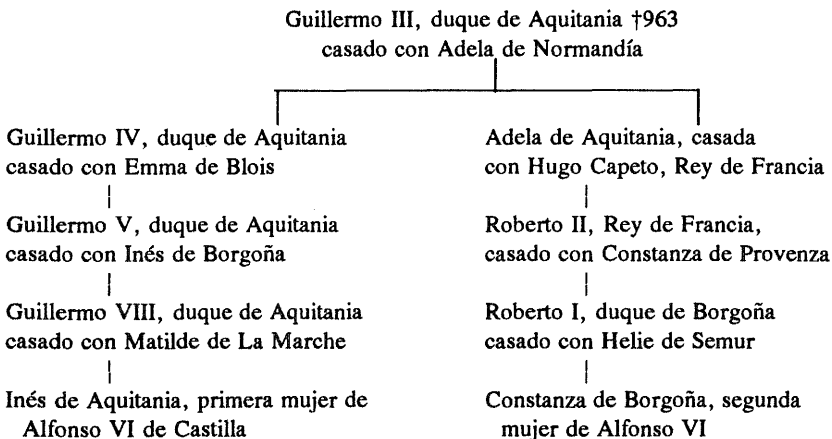 Guillermo III, duque de Aquitania †963
casado con Adela de Normandía
Guillermo IV, duque de Aquitania
casado con Emma de Blois
Guillermo V, duque de Aquitania
casado con Inés de Borgoña
Guillermo VIII, duque de Aquitania
casado con Matilde de La Marche
Inés de Aquitania, primera mujer de
Alfonso VI de Castilla
Adela de Aquitania, casada
con Hugo Capeto, Rey de Francia
Roberto II, Rey de Francia,
casado con Constanza de Provenza
Roberto I, duque de Borgoña
casado con Helie de Semur
Constanza de Borgoña, segunda
mujer de Alfonso VI